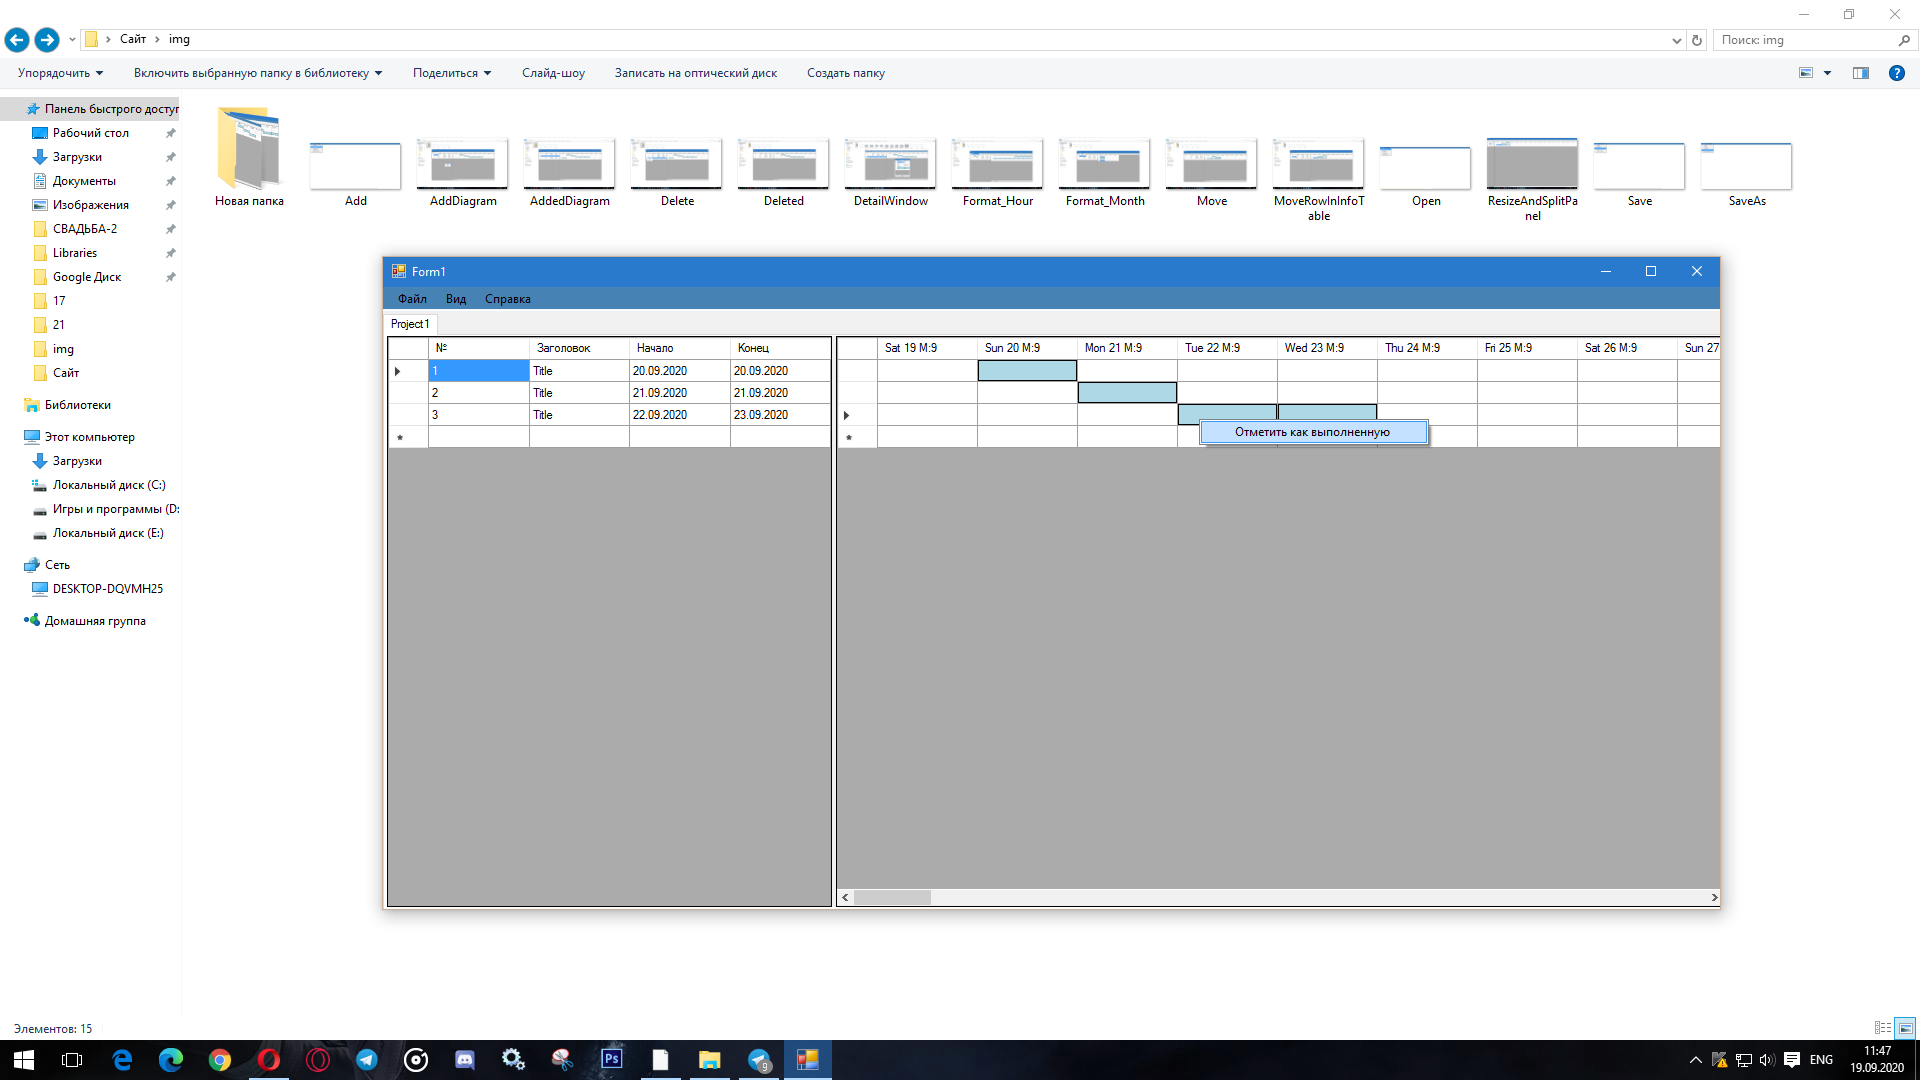 Сайт img
Поиск: img
Упорядочить Включить выбранную папку в библиотеку Поделиться Слайд-шоу Записать на оптический диск Создать папку
Панель быстрого доступ
Рабочий стол
Загрузки
Документы
Изображения
СВАДЬБА-2
Libraries
Google Диск
17
21
img
Сайт
Библиотеки
Этот компьютер
Загрузки
Локальный диск (C:)
Игры и программы (D:
Локальный диск (E:)
Сеть
DESKTOP-DQVMH25
Домашняя группа
Новая папка Add AddDiagram AddedDiagram Delete Deleted DetailWindow Format_Hour Format_Month Move MoveRowInInfoT Open ResizeAndSplitPa Save SaveAs
able nel
Form1
Файл Вид Справка
Project1
№ Заголовок Начало Конец
1 Title 20.09.2020 20.09.2020
2 Title 21.09.2020 21.09.2020
3 Title 22.09.2020 23.09.2020
*
Sat 19 M:9 Sun 20 M:9 Mon 21 M:9 Tue 22 M:9 Wed 23 M:9 Thu 24 M:9 Fri 25 M:9 Sat 26 M:9 Sun 27
*
Отметить как выполненную
Элементов: 15
Ps
9
ENG
11:47
19.09.2020